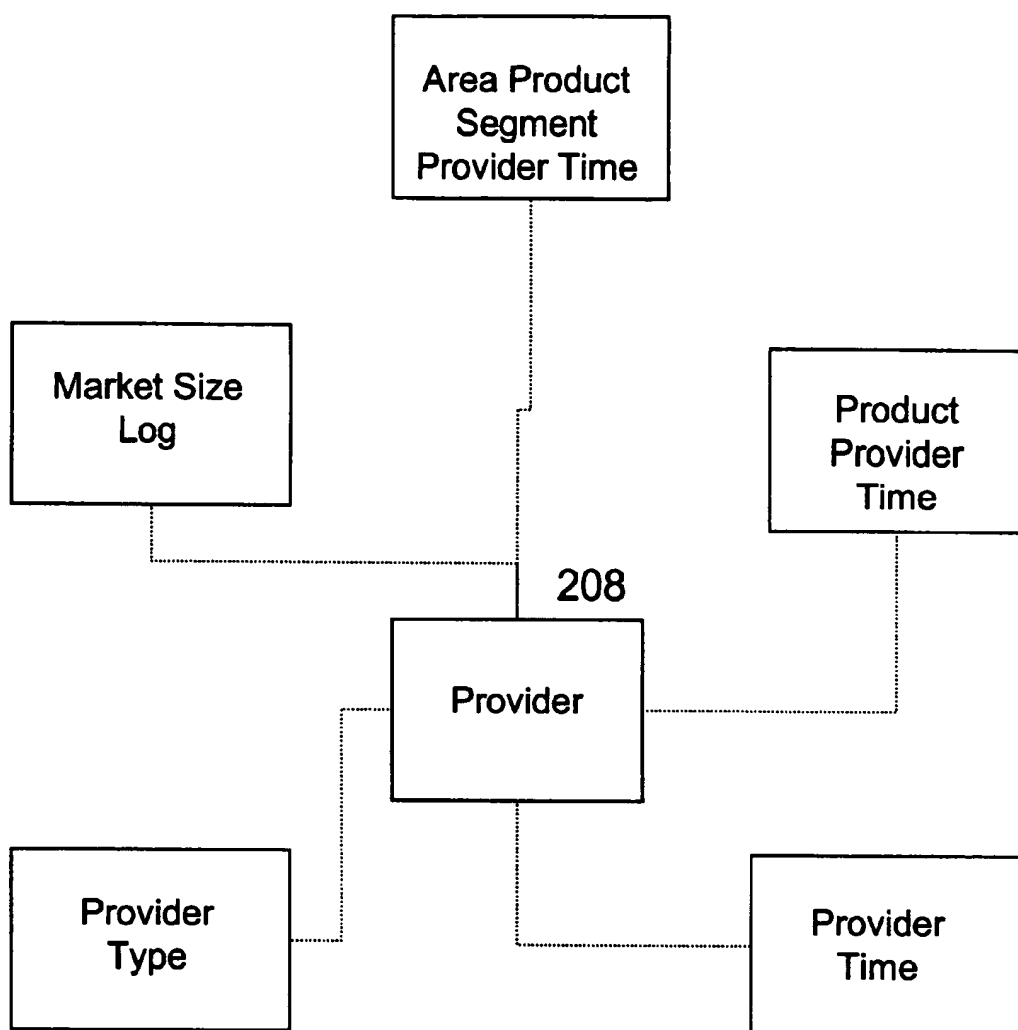 Area Product
Segment
Provider Time
Market Size
Log
Product
Provider
Time
208
Provider
Provider
Type
Provider
Time